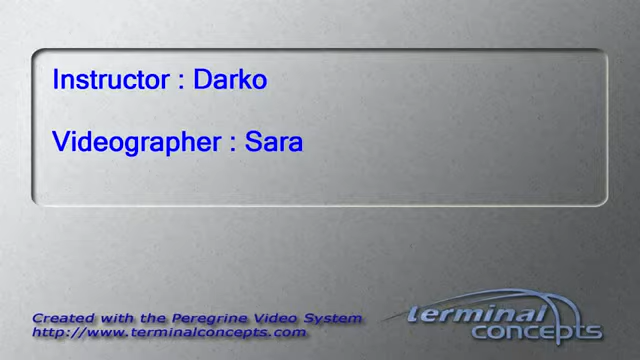 Instructor : Darko
Videographer : Sara
Created with the Peregrine Video System
http://www.terminalconcepts.com
terminal
concepts